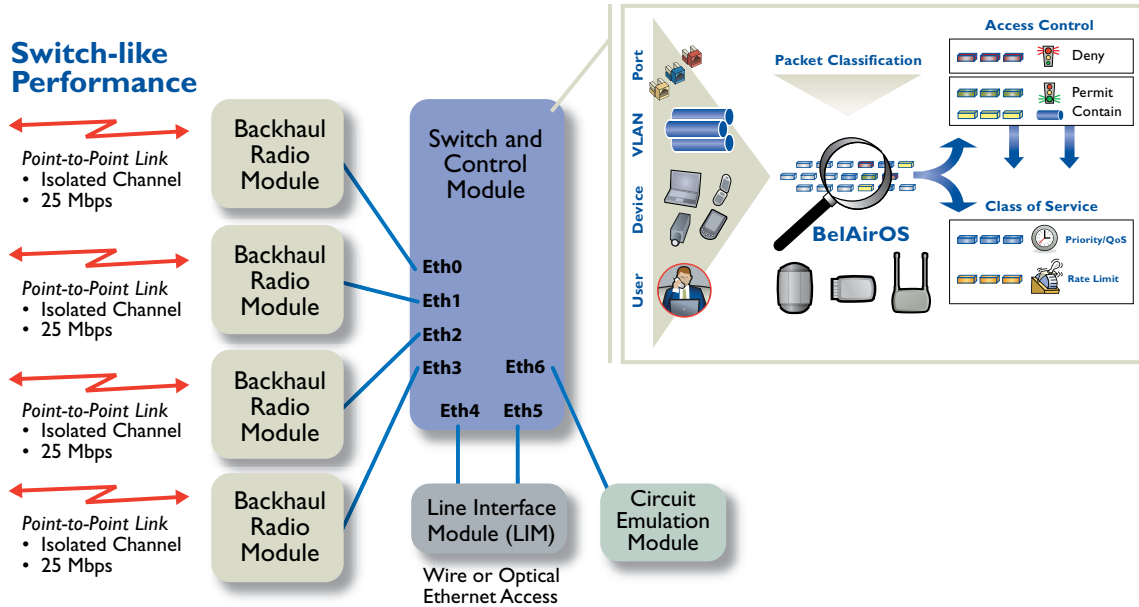 Switch-like
Performance
Point-to-Point Link
• Isolated Channel
• 25 Mbps
Point-to-Point Link
• Isolated Channel
• 25 Mbps
Point-to-Point Link
• Isolated Channel
• 25 Mbps
Point-to-Point Link
• Isolated Channel
• 25 Mbps
Backhaul
Radio
Module
Backhaul
Radio
Module
Backhaul
Radio
Module
Backhaul
Radio
Module
Switch and
Control
Module
Eth0
Eth1
Eth2
Eth3
Eth6
Eth4
Eth5
Line Interface
Module (LIM)
Wire or Optical
Ethernet Access
Circuit
Emulation
Module
Port
VLAN
Device
User
Packet Classification
BelAirOS
Access Control
Deny
Permit
Contain
Class of Service
Priority/QoS
Rate Limit